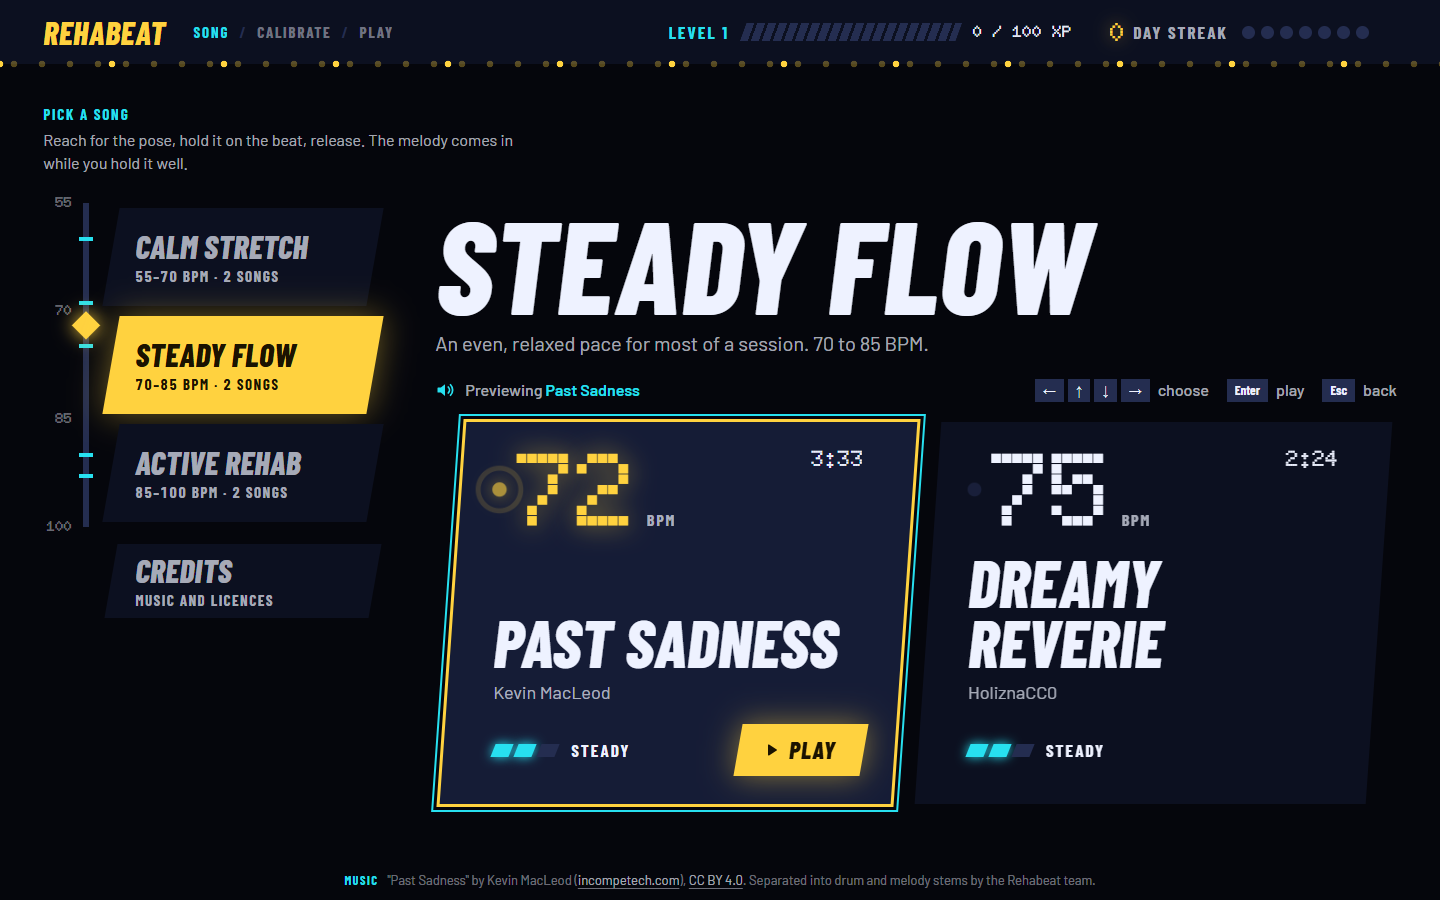 REHABEAT
SONG / CALIBRATE / PLAY
LEVEL 1
0 / 100 XP
0 DAY STREAK
PICK A SONG
Reach for the pose, hold it on the beat, release. The melody comes in
while you hold it well.
55
70
85
100
CALM STRETCH
55–70 BPM · 2 SONGS
STEADY FLOW
70–85 BPM · 2 SONGS
ACTIVE REHAB
85–100 BPM · 2 SONGS
CREDITS
MUSIC AND LICENCES
STEADY FLOW
An even, relaxed pace for most of a session. 70 to 85 BPM.
Previewing Past Sadness
← ↑ ↓ → choose Enter play Esc back
72 BPM
3:33
PAST SADNESS
Kevin MacLeod
STEADY
PLAY
75 BPM
2:24
DREAMY
REVERIE
HoliznaCC0
STEADY
MUSIC "Past Sadness" by Kevin MacLeod (incompetech.com), CC BY 4.0. Separated into drum and melody stems by the Rehabeat team.